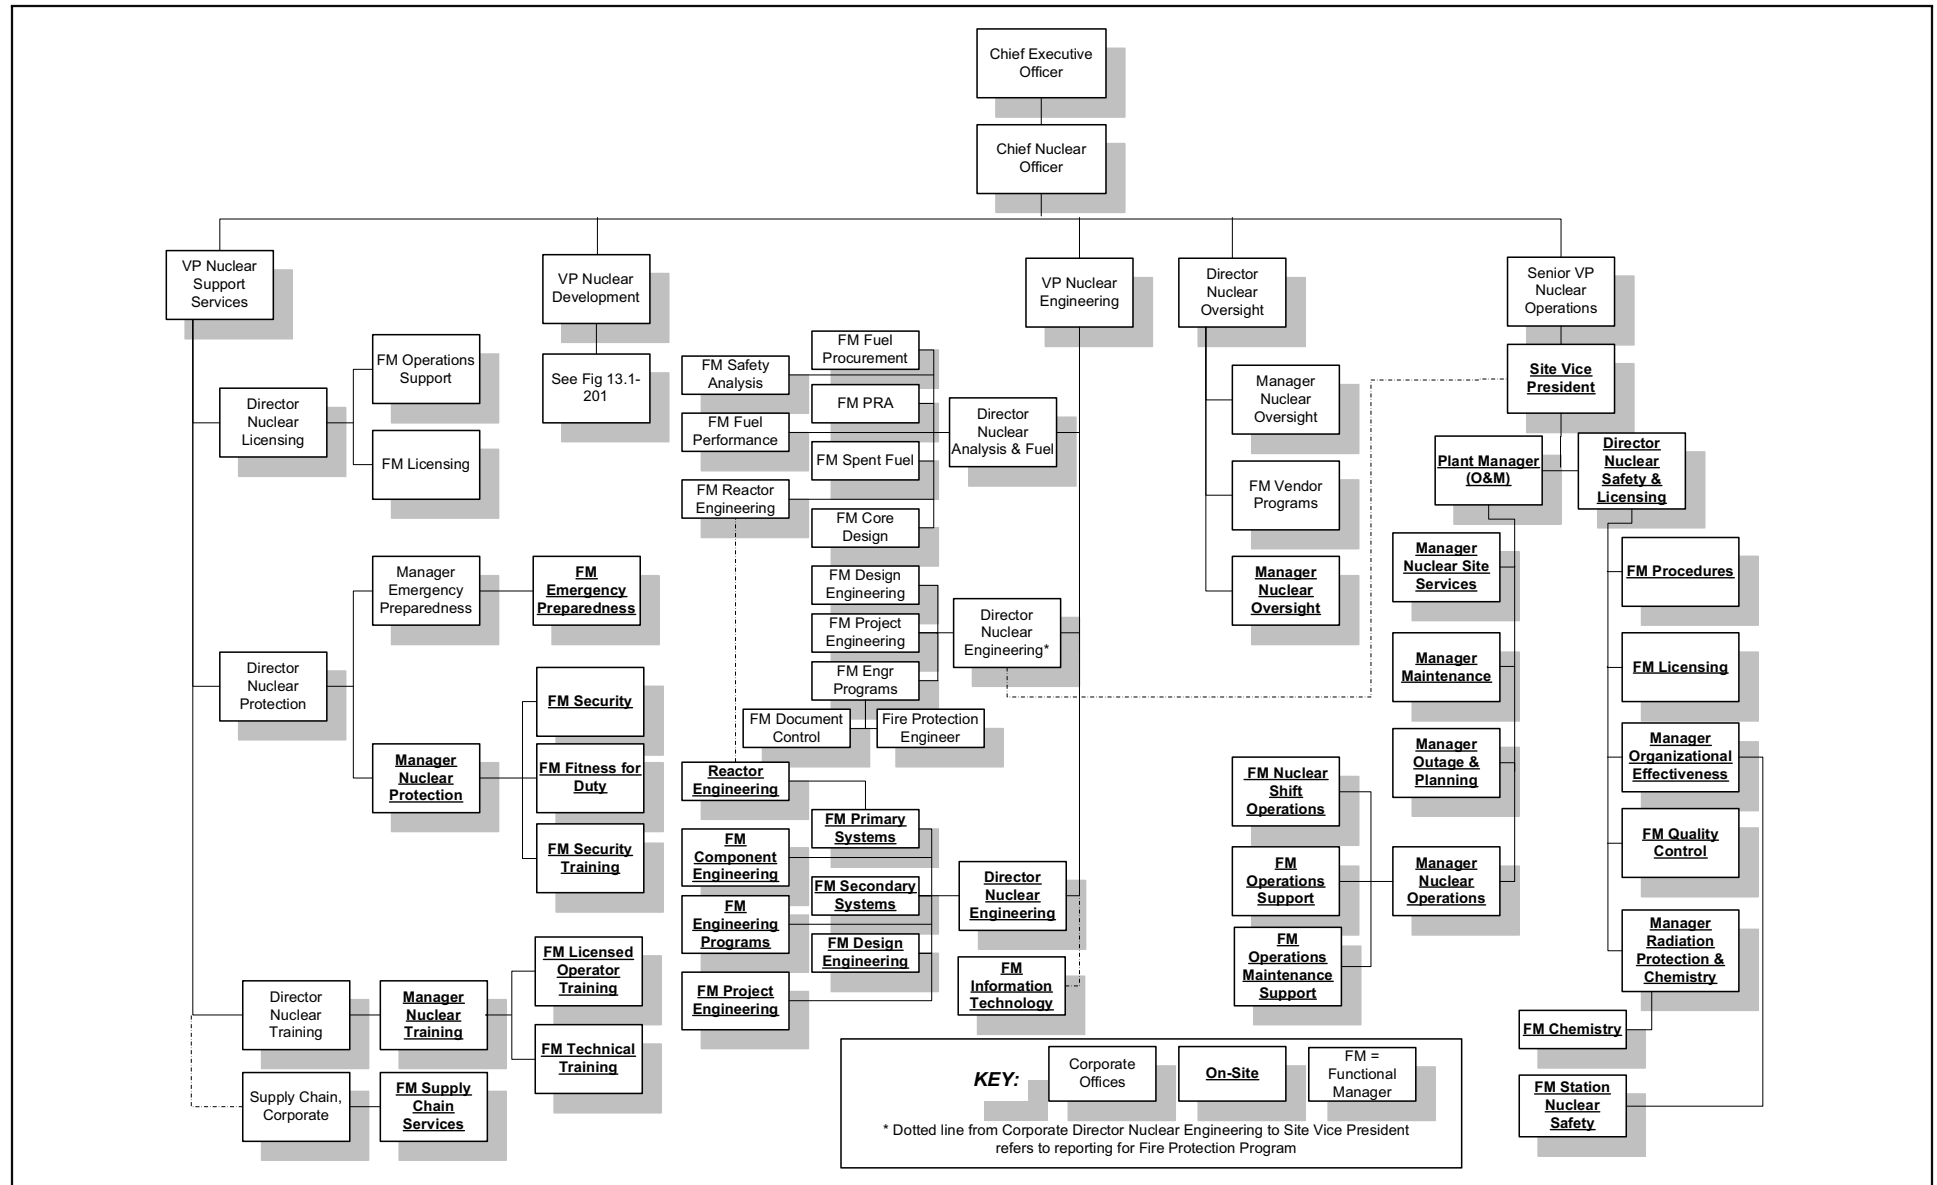 Chief Executive
Officer
Chief Nuclear
Officer
VP Nuclear
Support
Services
VP Nuclear
Development
VP Nuclear
Engineering
Director
Nuclear
Oversight
Senior VP
Nuclear
Operations
See Fig 13.1-
201
Director
Nuclear
Licensing
FM Operations
Support
FM Licensing
Director
Nuclear
Protection
Manager
Emergency
Preparedness
FM
Emergency
Preparedness
Manager
Nuclear
Protection
FM Security
FM Fitness for
Duty
FM Security
Training
Director
Nuclear
Training
Manager
Nuclear
Training
FM Licensed
Operator
Training
FM Technical
Training
Supply Chain,
Corporate
FM Supply
Chain
Services
FM Fuel
Procurement
FM Safety
Analysis
FM PRA
FM Fuel
Performance
FM Spent Fuel
FM Reactor
Engineering
FM Core
Design
Director
Nuclear
Analysis & Fuel
FM Design
Engineering
FM Project
Engineering
FM Engr
Programs
Director
Nuclear
Engineering*
FM Document
Control
Fire Protection
Engineer
Reactor
Engineering
FM Primary
Systems
FM
Component
Engineering
FM Secondary
Systems
FM
Engineering
Programs
FM Design
Engineering
FM Project
Engineering
Director
Nuclear
Engineering
FM
Information
Technology
Manager
Nuclear
Oversight
FM Vendor
Programs
Manager
Nuclear
Oversight
Site Vice
President
Plant Manager
(O&M)
Director
Nuclear
Safety &
Licensing
Manager
Nuclear Site
Services
Manager
Maintenance
Manager
Outage &
Planning
Manager
Nuclear
Operations
FM Nuclear
Shift
Operations
FM
Operations
Support
FM
Operations
Maintenance
Support
FM Procedures
FM Licensing
Manager
Organizational
Effectiveness
FM Quality
Control
Manager
Radiation
Protection &
Chemistry
FM Chemistry
FM Station
Nuclear
Safety
KEY:
Corporate
Offices
On-Site
FM =
Functional
Manager
* Dotted line from Corporate Director Nuclear Engineering to Site Vice President
refers to reporting for Fire Protection Program